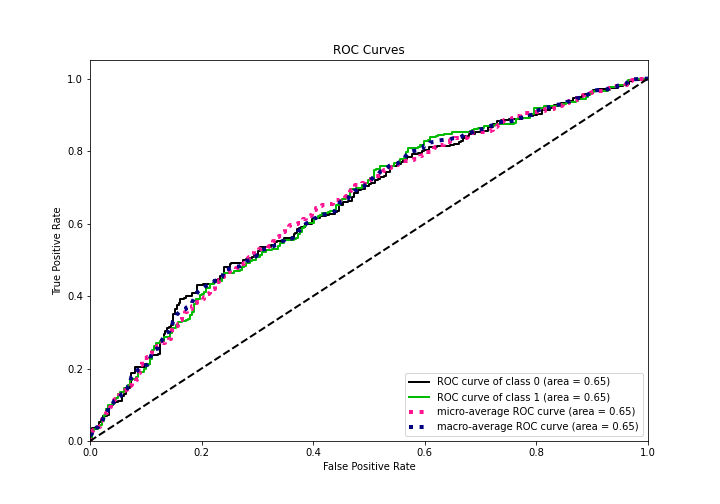 ROC Curves
1.0
0.8
0.6
0.4
0.2
0.0
True Positive Rate
ROC curve of class 0 (area = 0.65)
ROC curve of class 1 (area = 0.65)
micro-average ROC curve (area = 0.65)
macro-average ROC curve (area = 0.65)
0.0 0.2 0.4 0.6 0.8 1.0
False Positive Rate